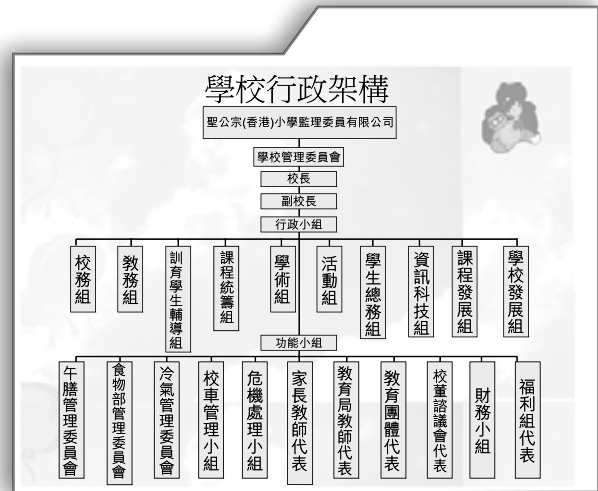 學校行政架構
聖公宗(香港)小學監理委員有限公司
學校管理委員會
校長
副校長
行政小組
校務組
教務組
訓育學生輔導組
課程統籌組
學術組
活動組
學生總務組
資訊科技組
課程發展組
學校發展組
功能小組
午膳管理委員會
食物部管理委員會
冷氣管理委員會
校車管理小組
危機處理小組
家長教師代表
教育局教師代表
教育團體代表
校董諮議會代表
財務小組
福利組代表